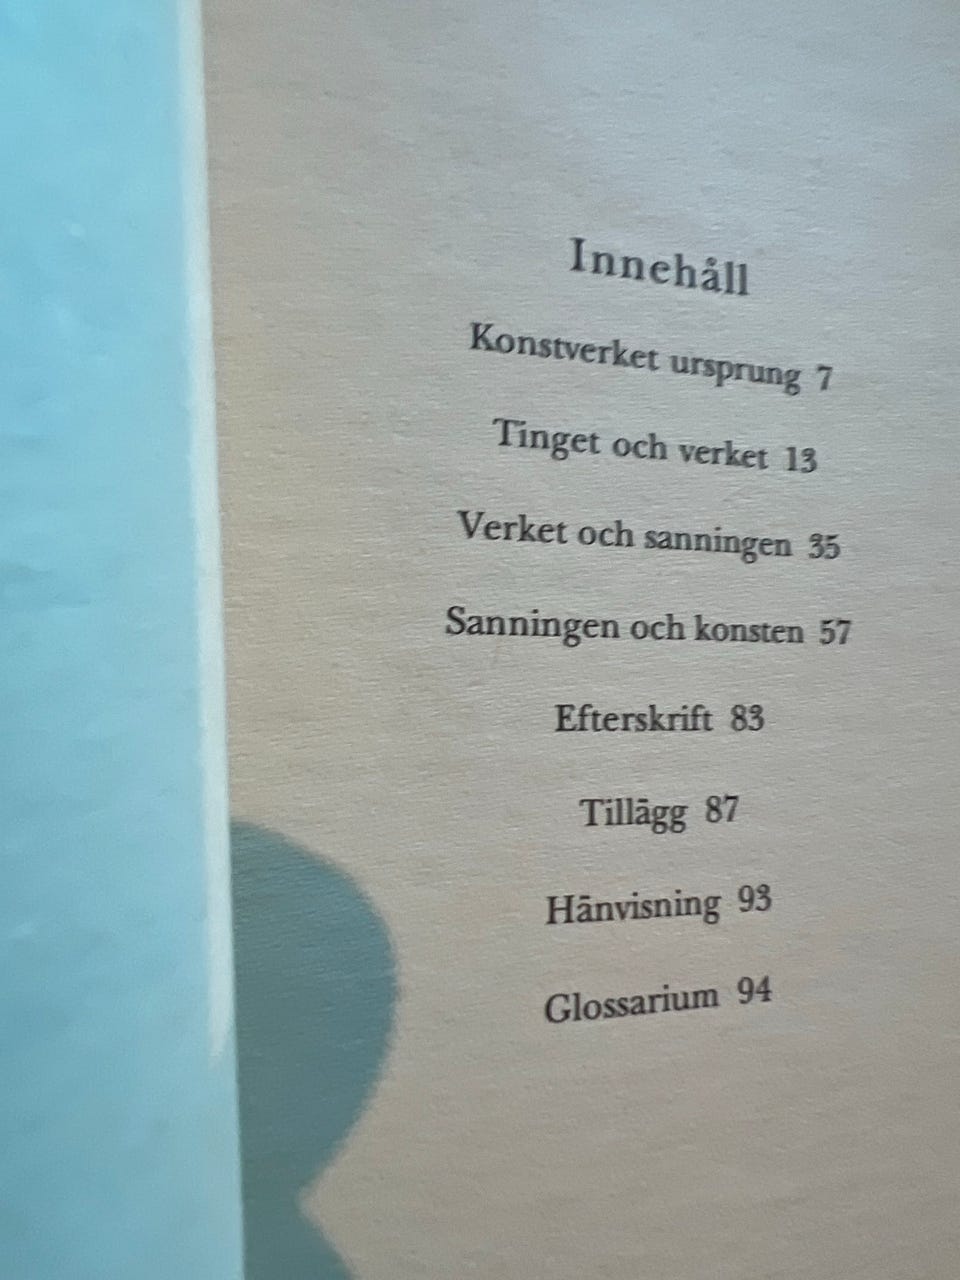 Innehåll
Konstverket ursprung 7
Tinget och verket 13
Verket och sanningen 35
Sanningen och konsten 57
Efterskrift 83
Tillägg 87
Hänvisning 93
Glossarium 94